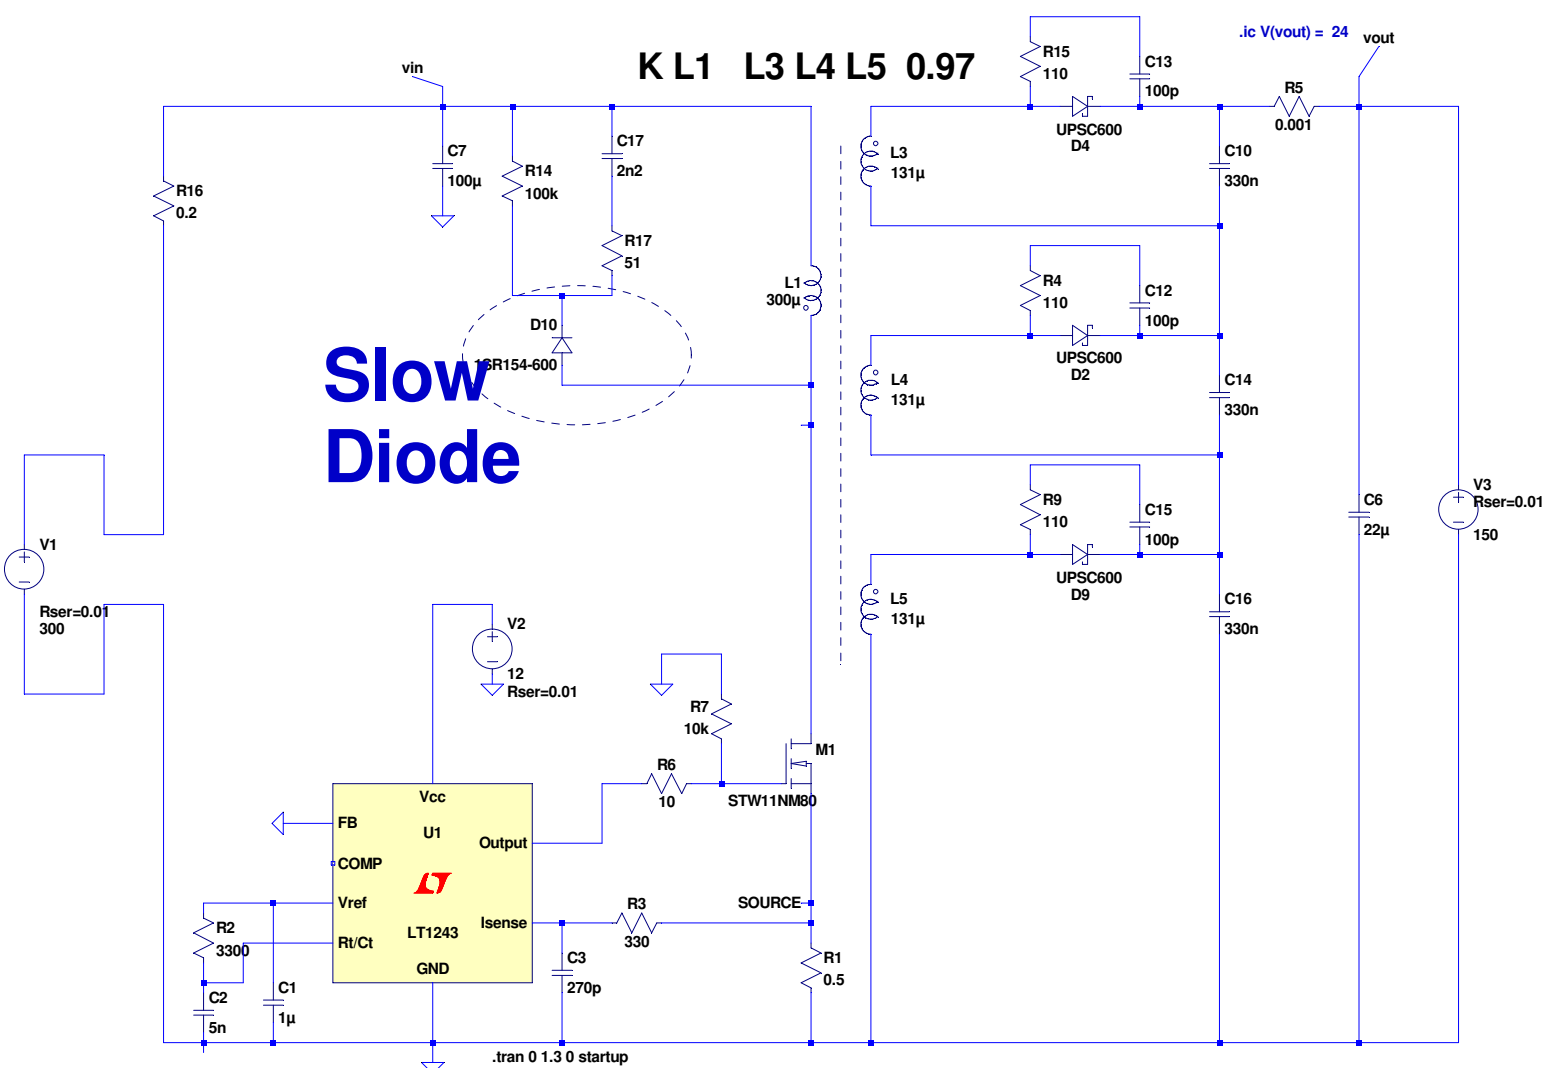 .ic V(vout) =  24
vout
K L1   L3 L4 L5  0.97
vin
R15
110
C13
100p
UPSC600
D4
R5
0.001
C7
100µ
R14
100k
C17
2n2
R17
51
R16
0.2
L3
131µ
C10
330n
L1
300µ
R4
110
C12
100p
UPSC600
D2
D10
1SR154-600
Slow
Diode
L4
131µ
C14
330n
R9
110
C15
100p
UPSC600
D9
C6
22µ
V3
Rser=0.01
150
V1
Rser=0.01
300
L5
131µ
C16
330n
V2
12
Rser=0.01
R7
10k
R6
10
M1
STW11NM80
Vcc
FB
U1
Output
COMP
Vref
Isense
LT1243
Rt/Ct
GND
SOURCE
R3
330
R2
3300
C3
270p
R1
0.5
C2
5n
C1
1µ
.tran 0 1.3 0 startup